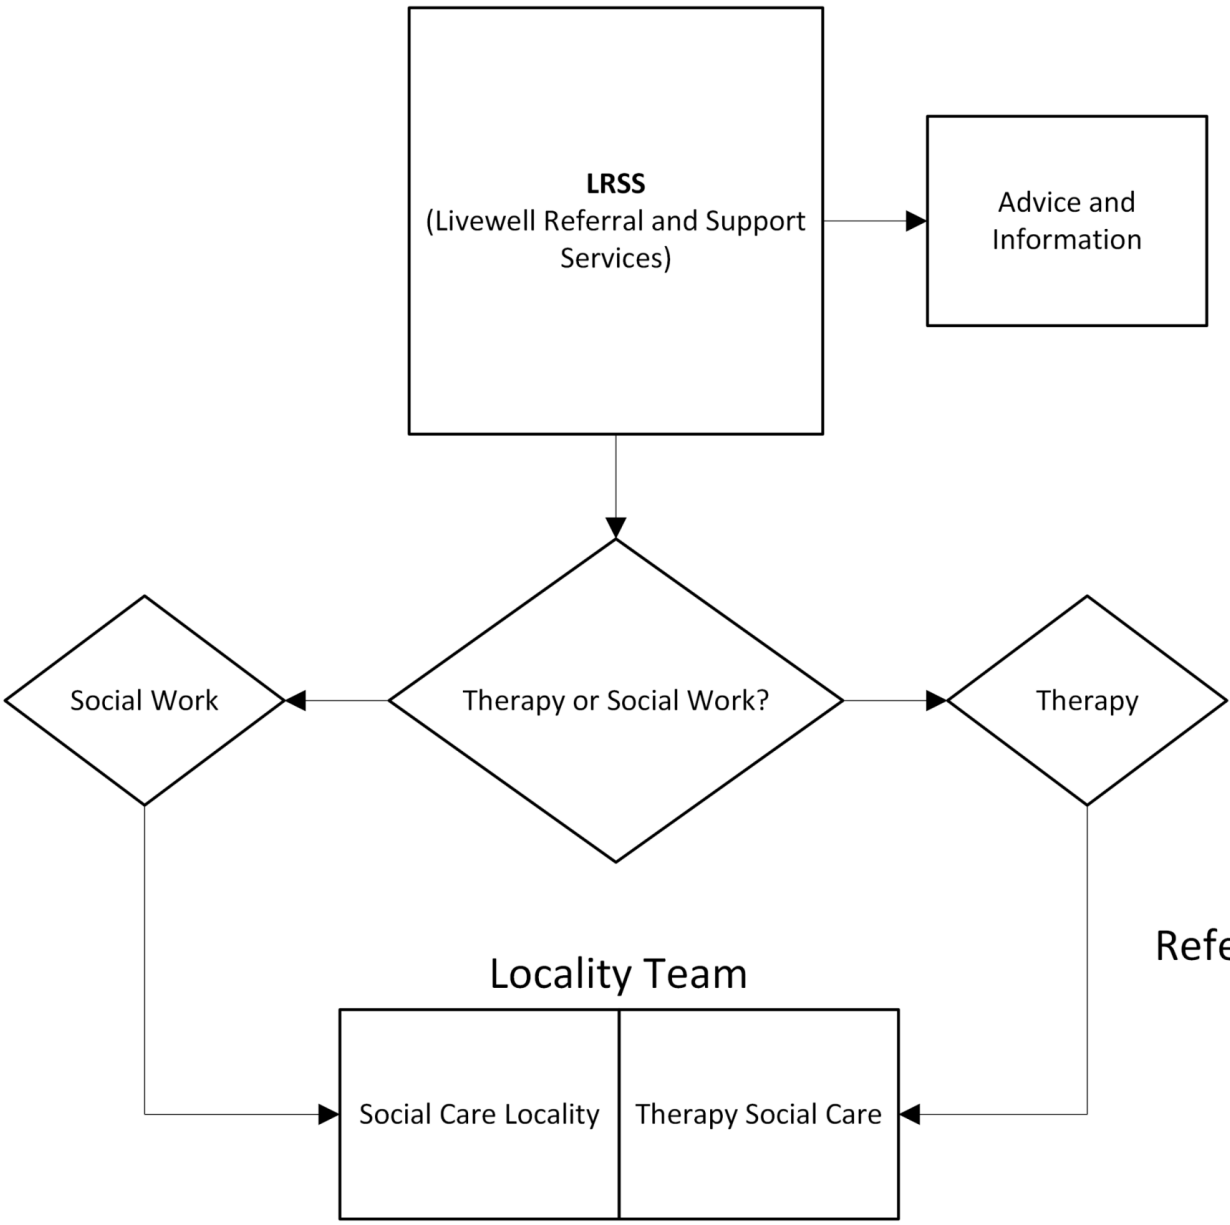 LRSS
(Livewell Referral and Support
Services)
Advice and
Information
Social Work
Therapy or Social Work?
Therapy
Locality Team
Social Care Locality
Therapy Social Care